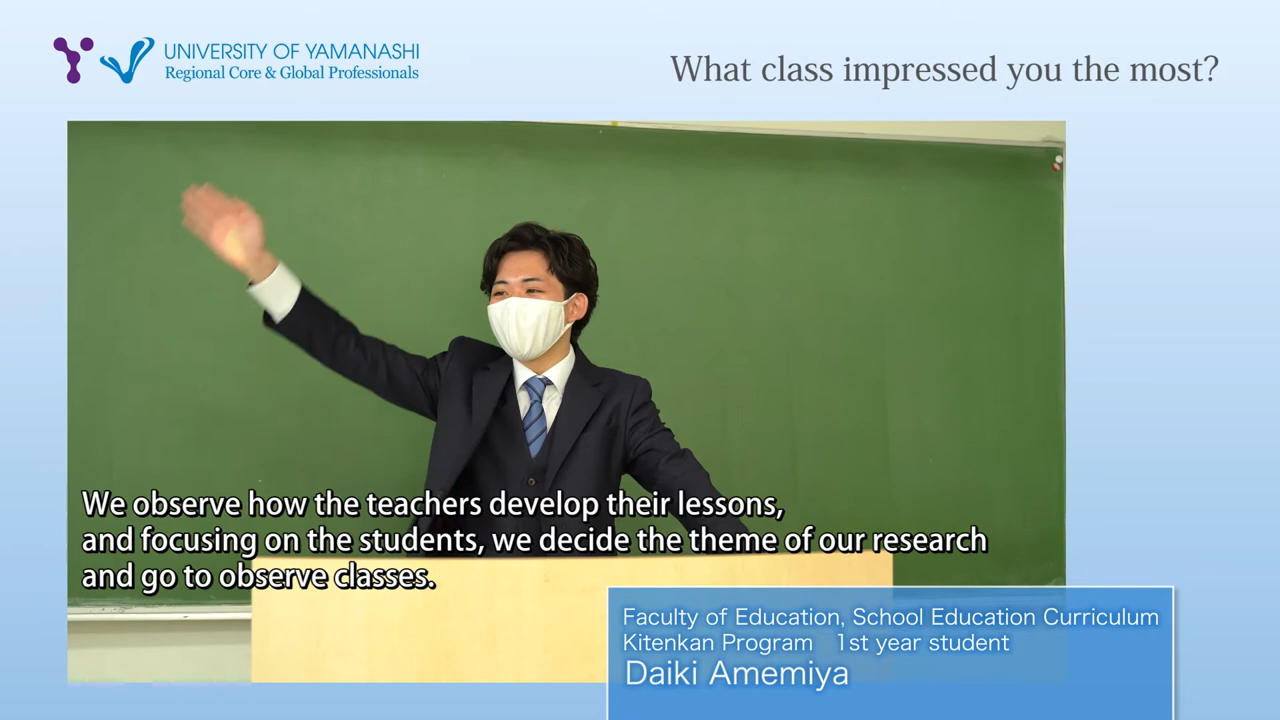 UNIVERSITY OF YAMANASHI
Regional Core & Global Professionals
What class impressed you the most?
We observe how the teachers develop their lessons,
and focusing on the students, we decide the theme of our research
and go to observe classes.
Faculty of Education, School Education Curriculum
Kitenkan Program 1st year student
Daiki Amemiya